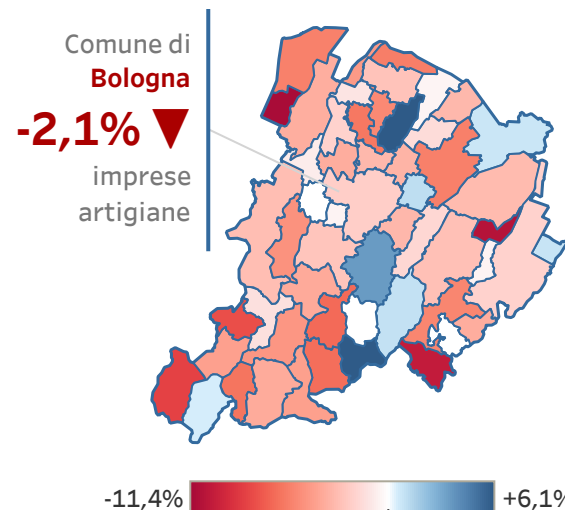 Comune di
Bologna
-2,1%
imprese
artigiane
-11,4%
+6,1%